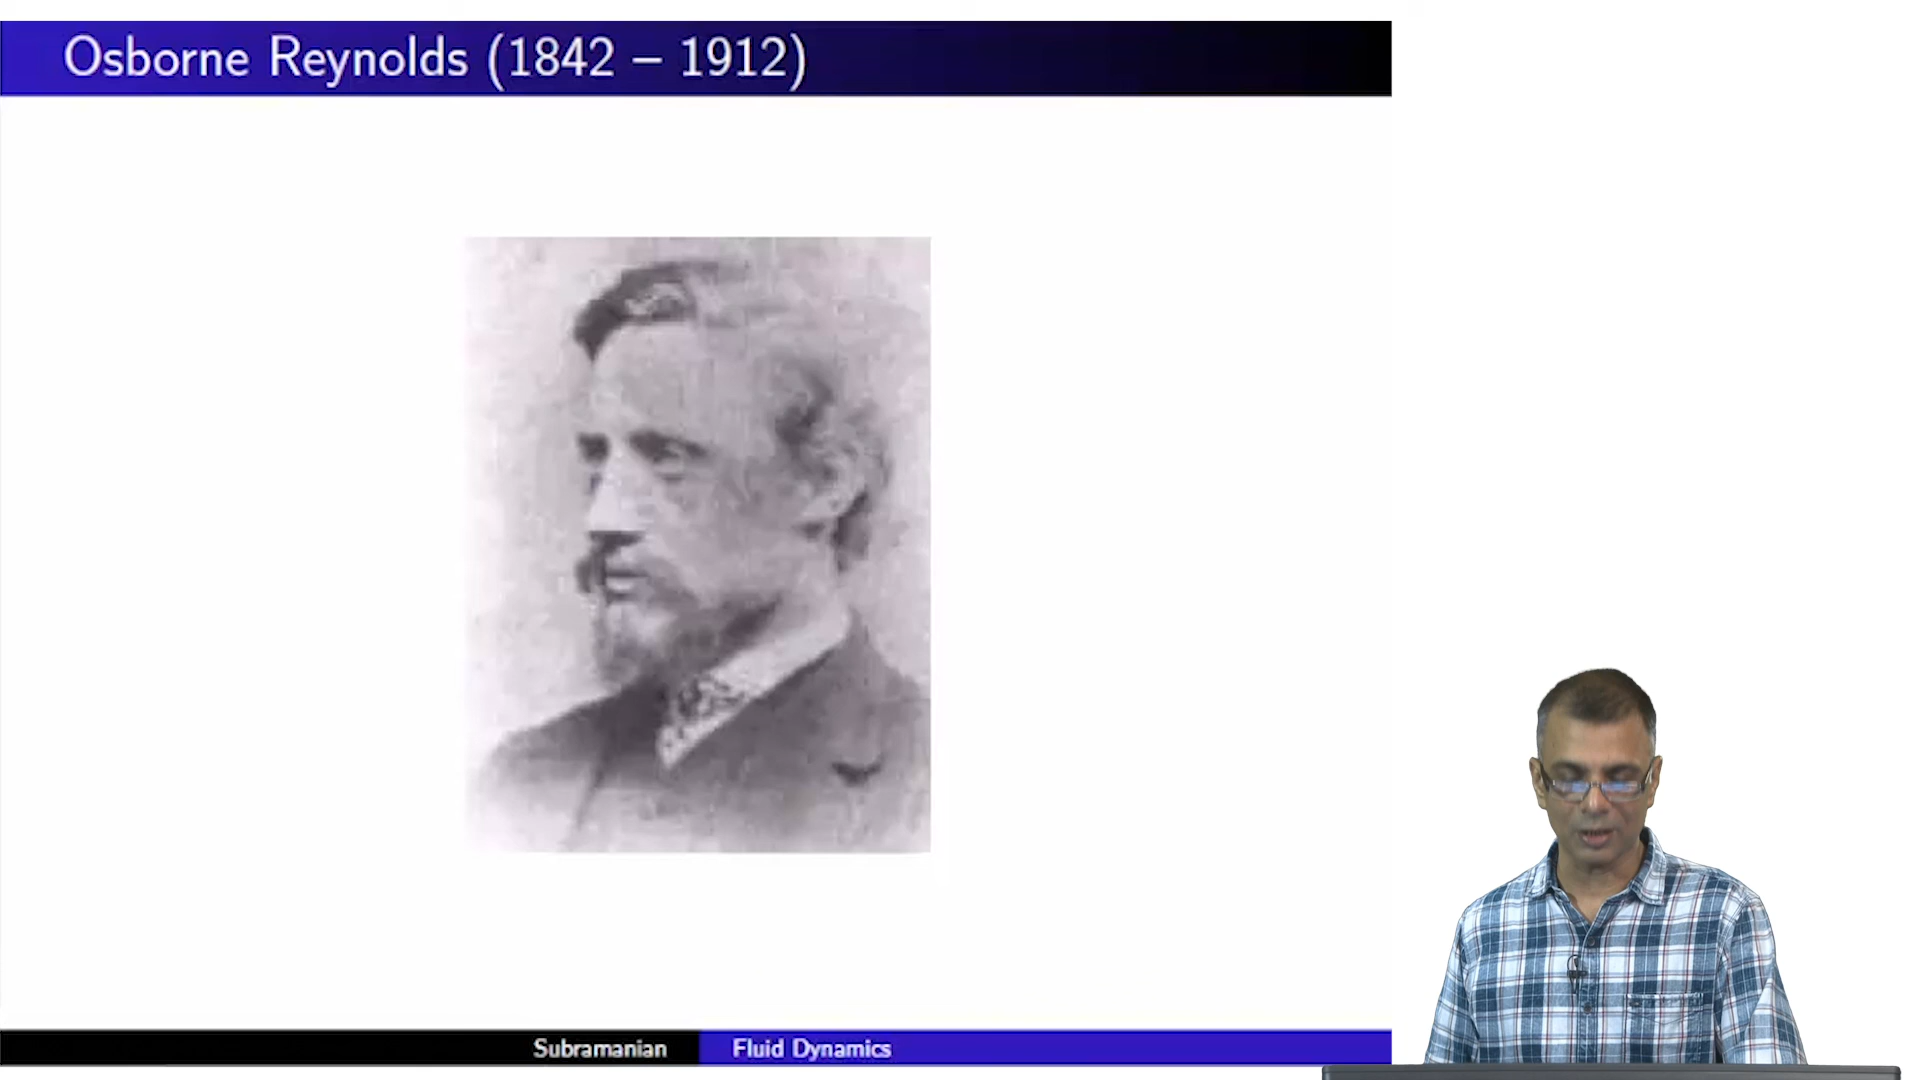 Osborne Reynolds (1842 – 1912)
Subramanian
Fluid Dynamics